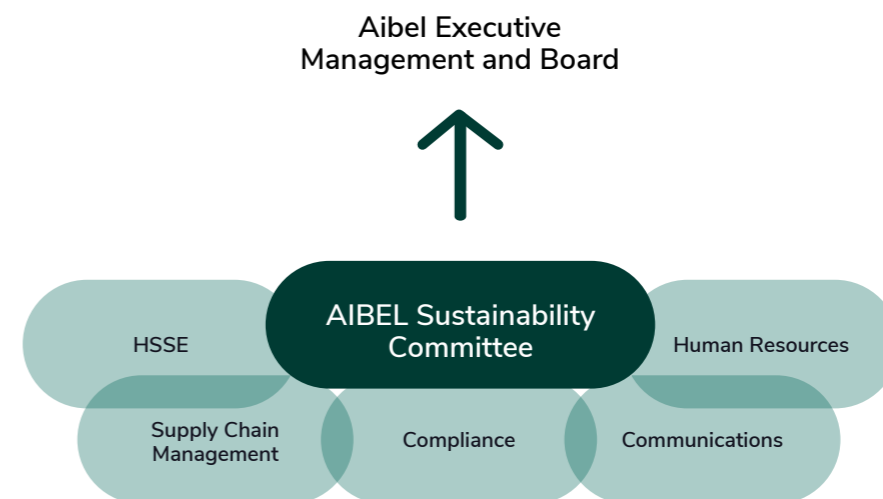 Aibel Executive
Management and Board
AIBEL Sustainability
Committee
HSSE
Human Resources
Supply Chain
Management
Compliance
Communications